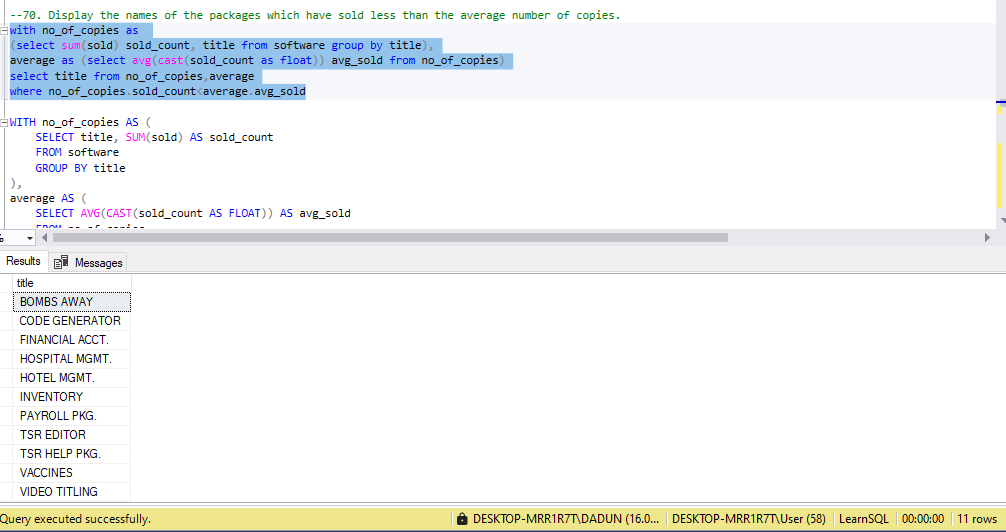 --70. Display the names of the packages which have sold less than the average number of copies.
with no_of_copies as
(select sum(sold) sold_count, title from software group by title),
average as (select avg(cast(sold_count as float)) avg_sold from no_of_copies)
select title from no_of_copies,average
where no_of_copies.sold_count<average.avg_sold
WITH no_of_copies AS (
SELECT title, SUM(sold) AS sold_count
FROM software
GROUP BY title
),
average AS (
SELECT AVG(CAST(sold_count AS FLOAT)) AS avg_sold
FROM no_of_copies
%
Results Messages
title
BOMBS AWAY
CODE GENERATOR
FINANCIAL ACCT.
HOSPITAL MGMT.
HOTEL MGMT.
INVENTORY
PAYROLL PKG.
TSR EDITOR
TSR HELP PKG.
VACCINES
VIDEO TITLING
Query executed successfully. DESKTOP-MRR1R7T\DADUN (16.0... DESKTOP-MRR1R7T\User (58) LearnSQL 00:00:00 11 rows